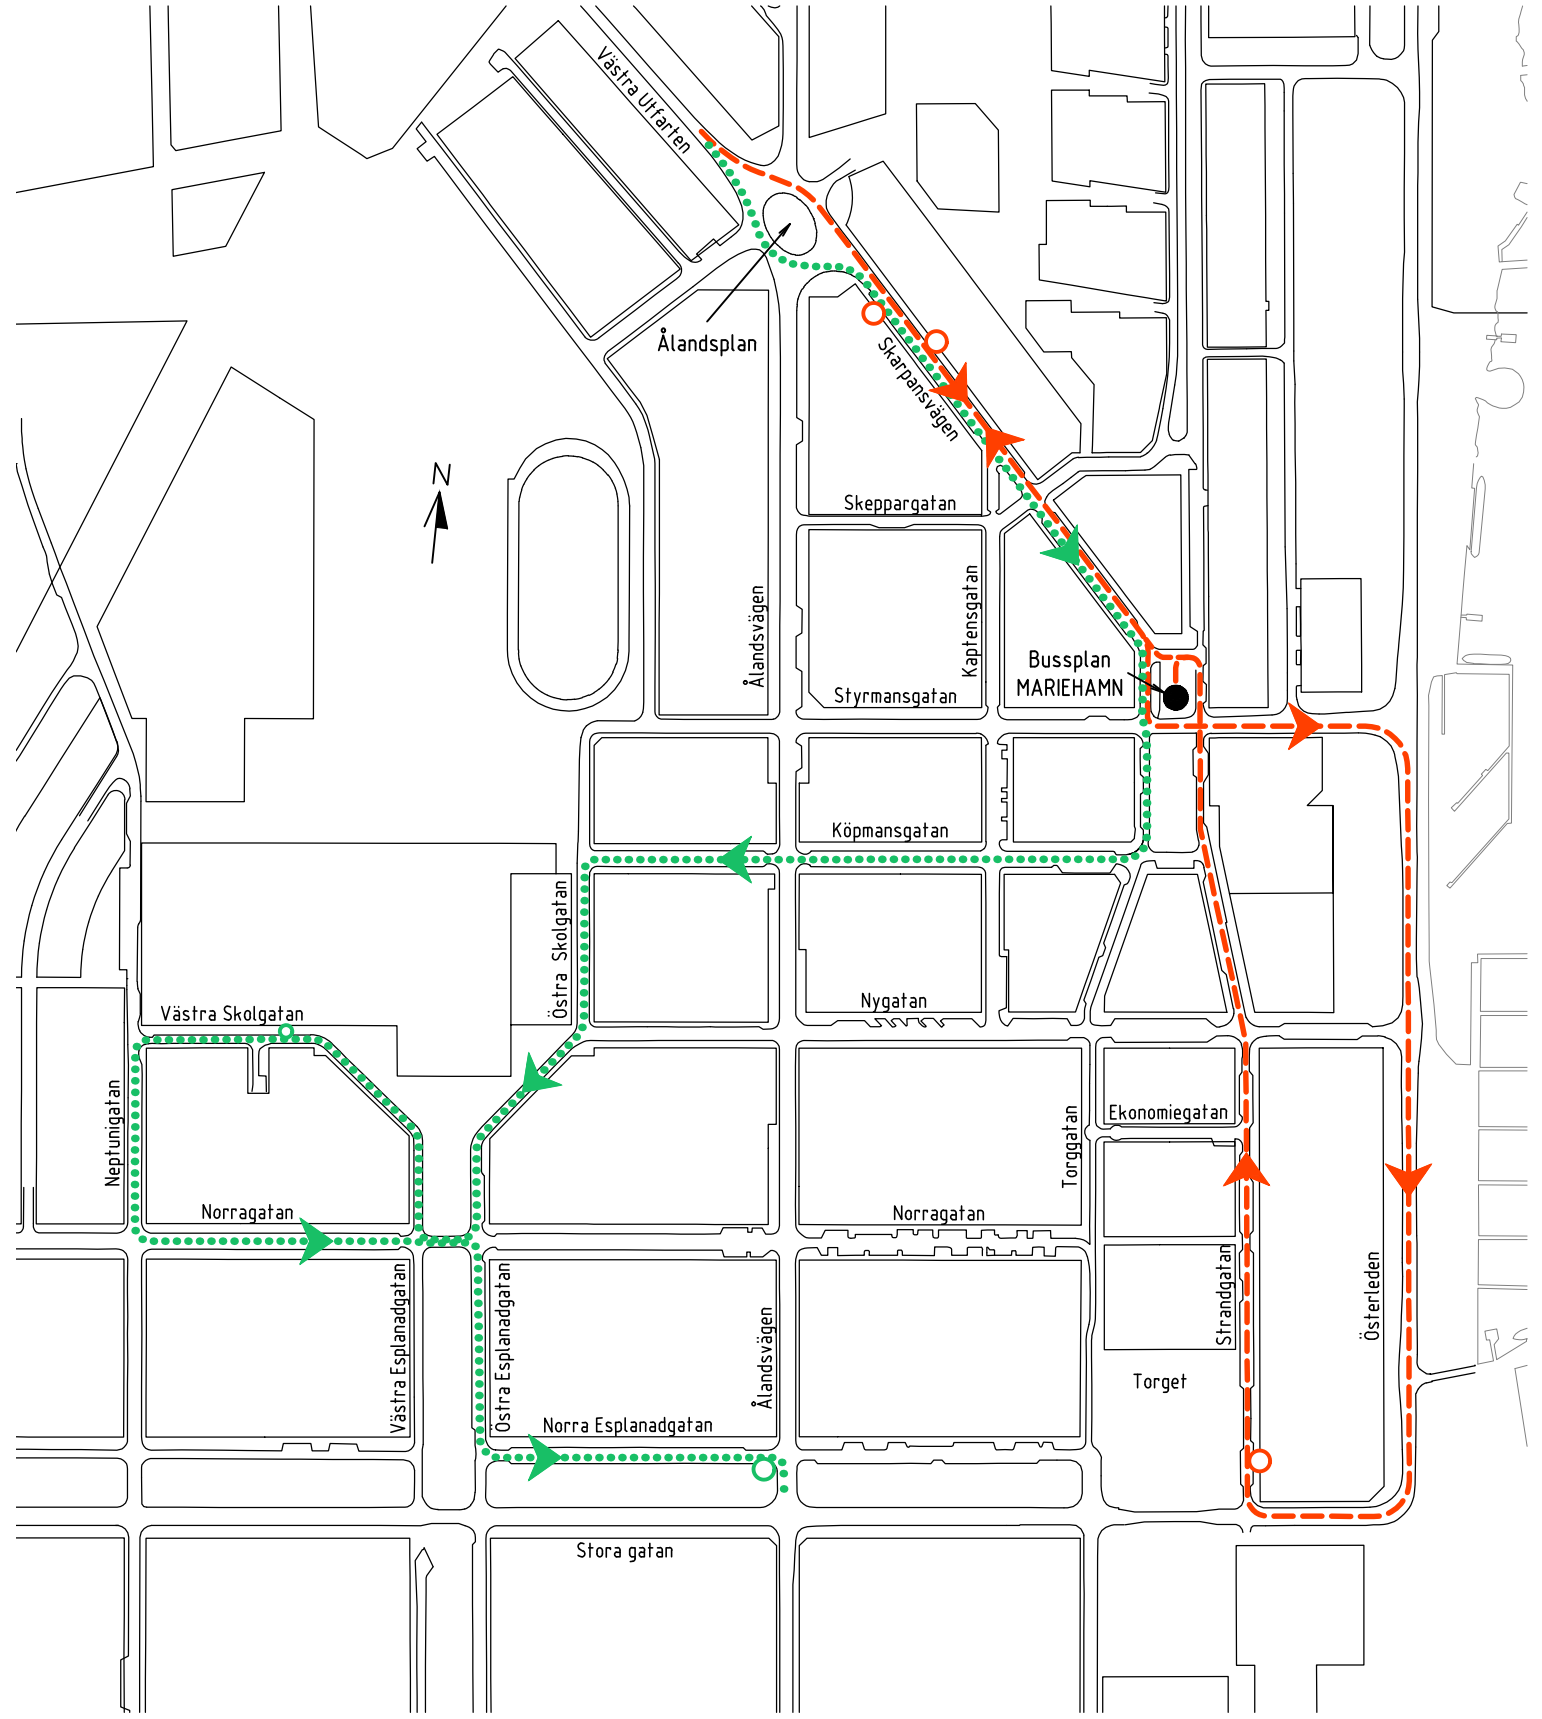 Västra Utfarten
Ålandsplan
Skarpansvägen
N
Skeppargatan
Kaptensgatan
Ålandsvägen
Bussplan
MARIEHAMN
Styrmansgatan
Köpmansgatan
Östra Skolgatan
Nygatan
Västra Skolgatan
Neptunigatan
Ekonomiegatan
Torggatan
Norragatan
Norragatan
Västra Esplanadgatan
Östra Esplanadgatan
Ålandsvägen
Strandgatan
Österleden
Torget
Norra Esplanadgatan
Stora gatan